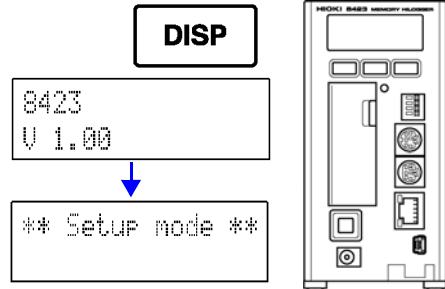 DISP
8423
V 1.00
** Setup mode **
HIOKI 8423 MEMORY HiLOGGER